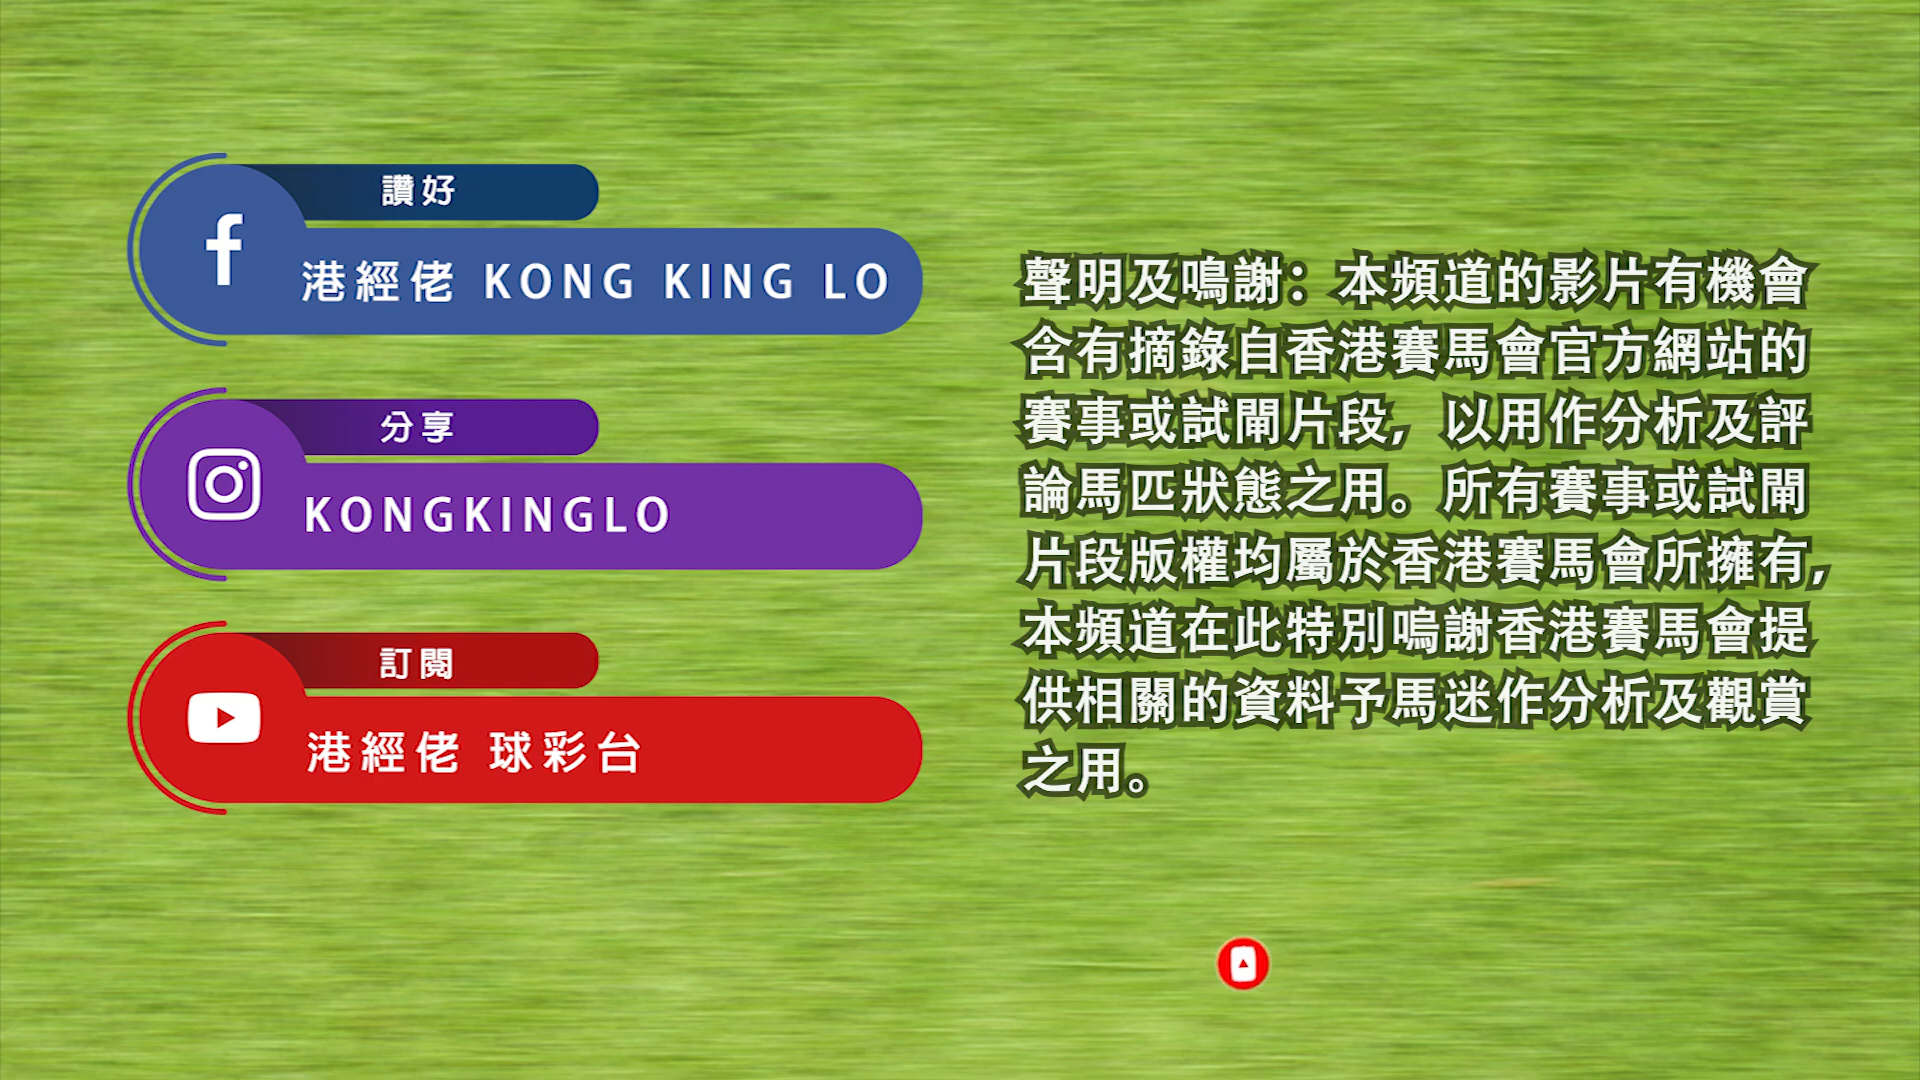 讚好
港經佬 KONG KING LO
分享
KONGKINGLO
訂閱
港經佬 球彩台
聲明及鳴謝：本頻道的影片有機會
含有摘錄自香港賽馬會官方網站的
賽事或試閘片段，以用作分析及評
論馬匹狀態之用。所有賽事或試閘
片段版權均屬於香港賽馬會所擁有，
本頻道在此特別嗚謝香港賽馬會提
供相關的資料予馬迷作分析及觀賞
之用。